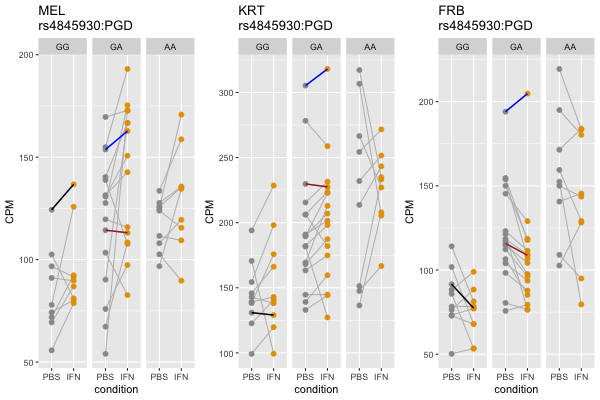 MEL
rs4845930:PGD
GG GA AA
200
150
100
50
CPM
PBS IFN PBS IFN PBS IFN
condition
KRT
rs4845930:PGD
GG GA AA
300
250
200
150
100
CPM
PBS IFN PBS IFN PBS IFN
condition
FRB
rs4845930:PGD
GG GA AA
200
150
100
50
CPM
PBS IFN PBS IFN PBS IFN
condition